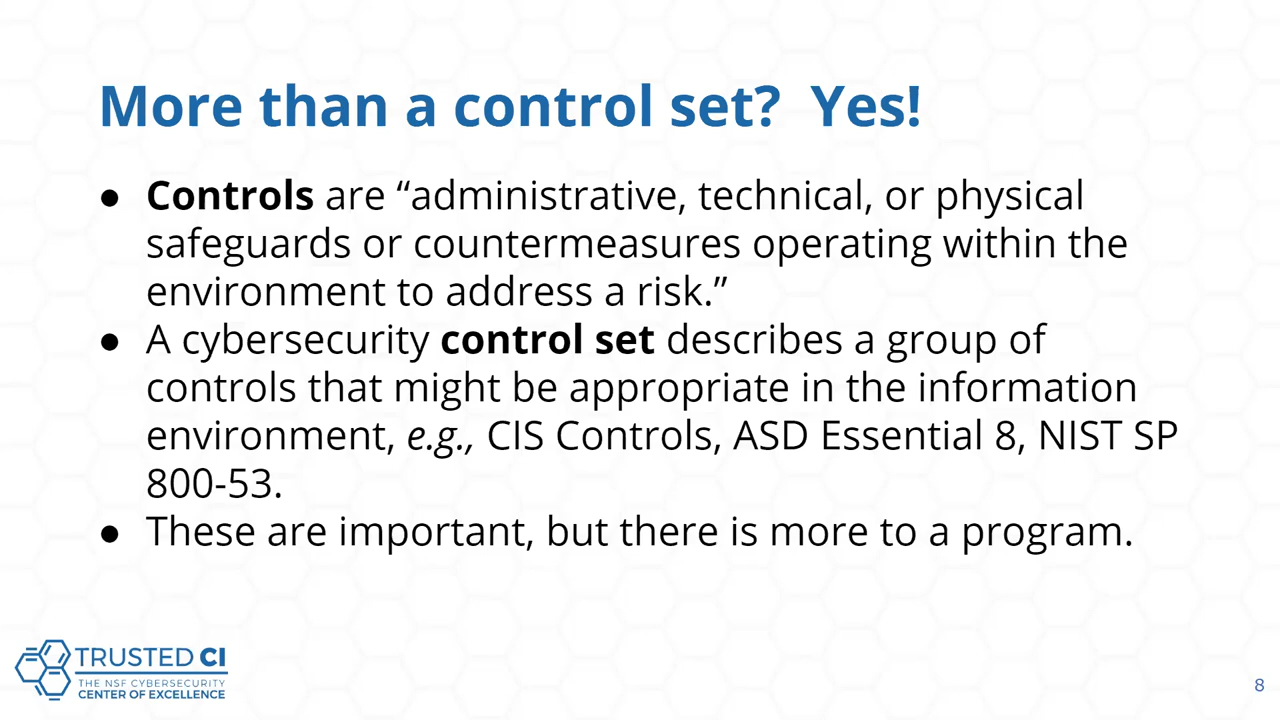 More than a control set?  Yes!
● Controls are “administrative, technical, or physical
safeguards or countermeasures operating within the
environment to address a risk.”
● A cybersecurity control set describes a group of
controls that might be appropriate in the information
environment, e.g., CIS Controls, ASD Essential 8, NIST SP
800-53.
● These are important, but there is more to a program.
TRUSTED CI
THE NSF CYBERSECURITY
CENTER OF EXCELLENCE
8